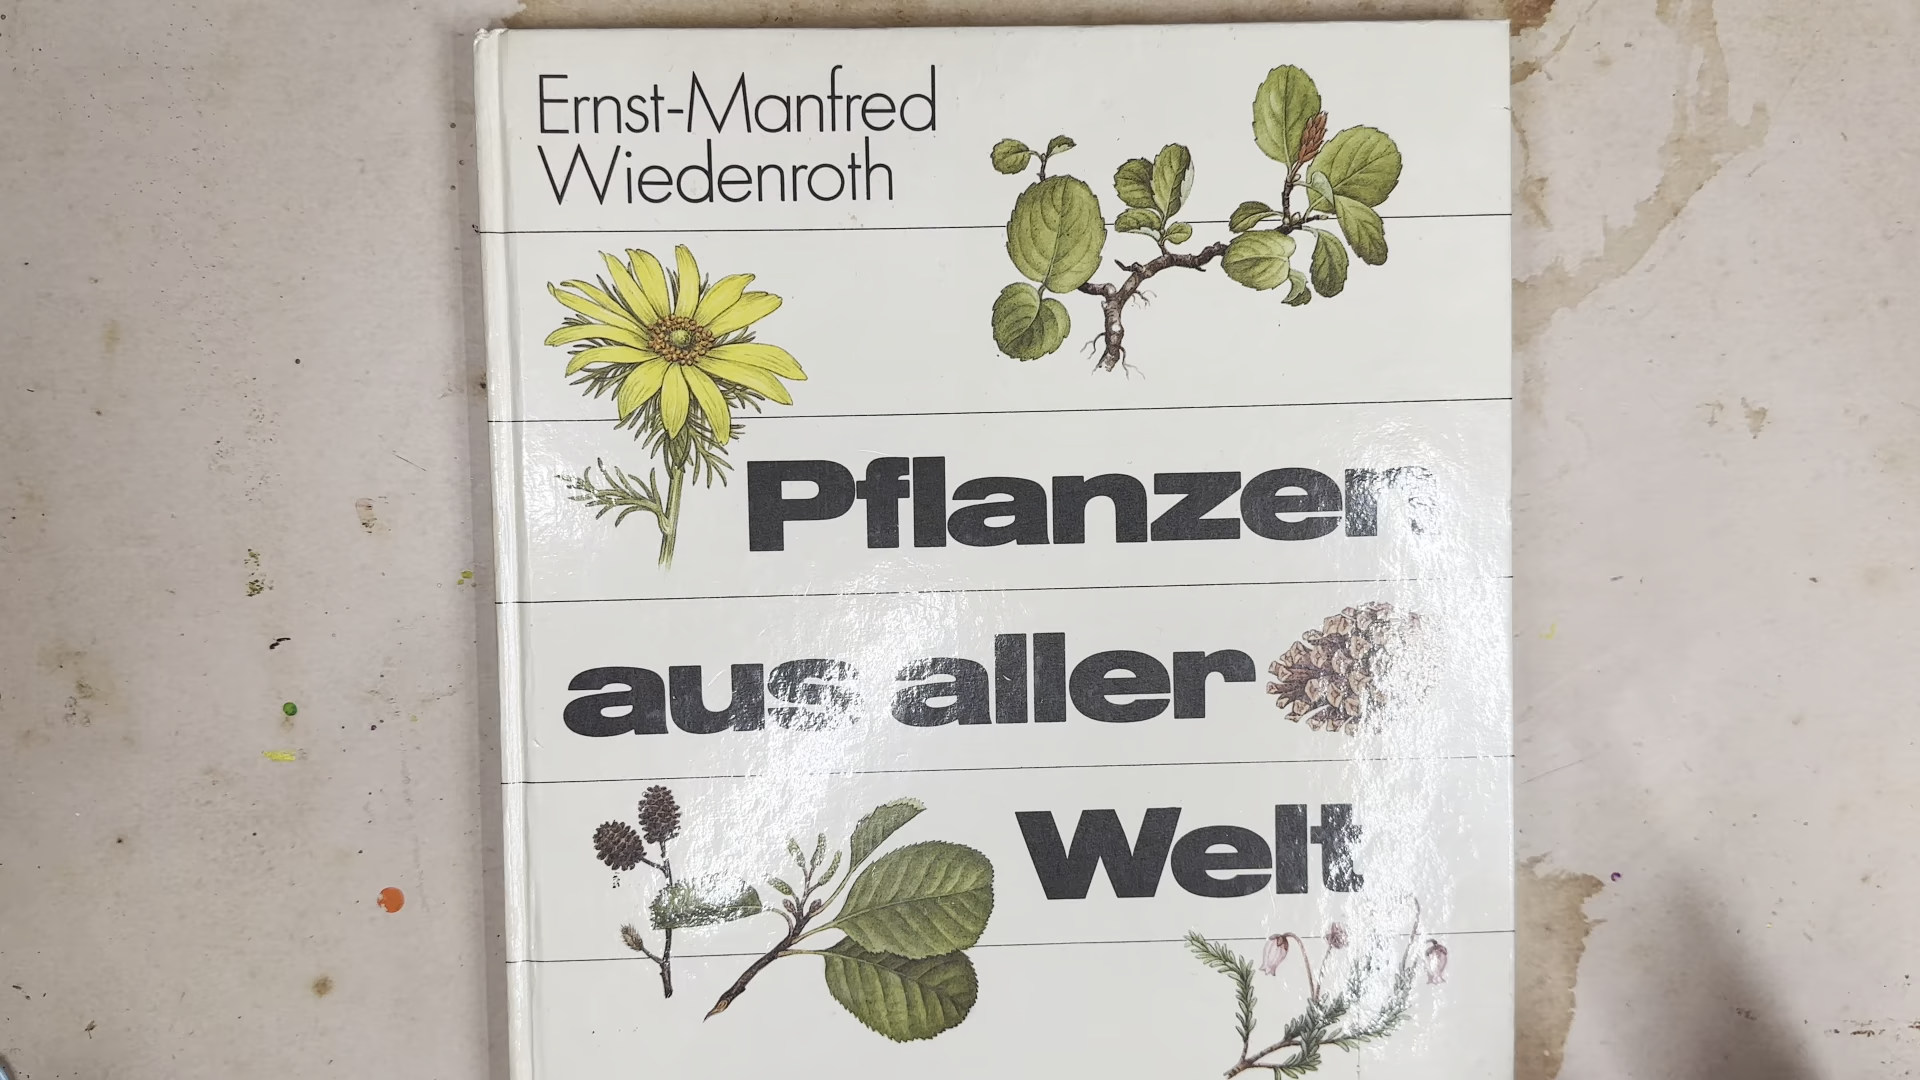 Ernst-Manfred
Wiedenroth
Pflanzen
aus aller
Welt